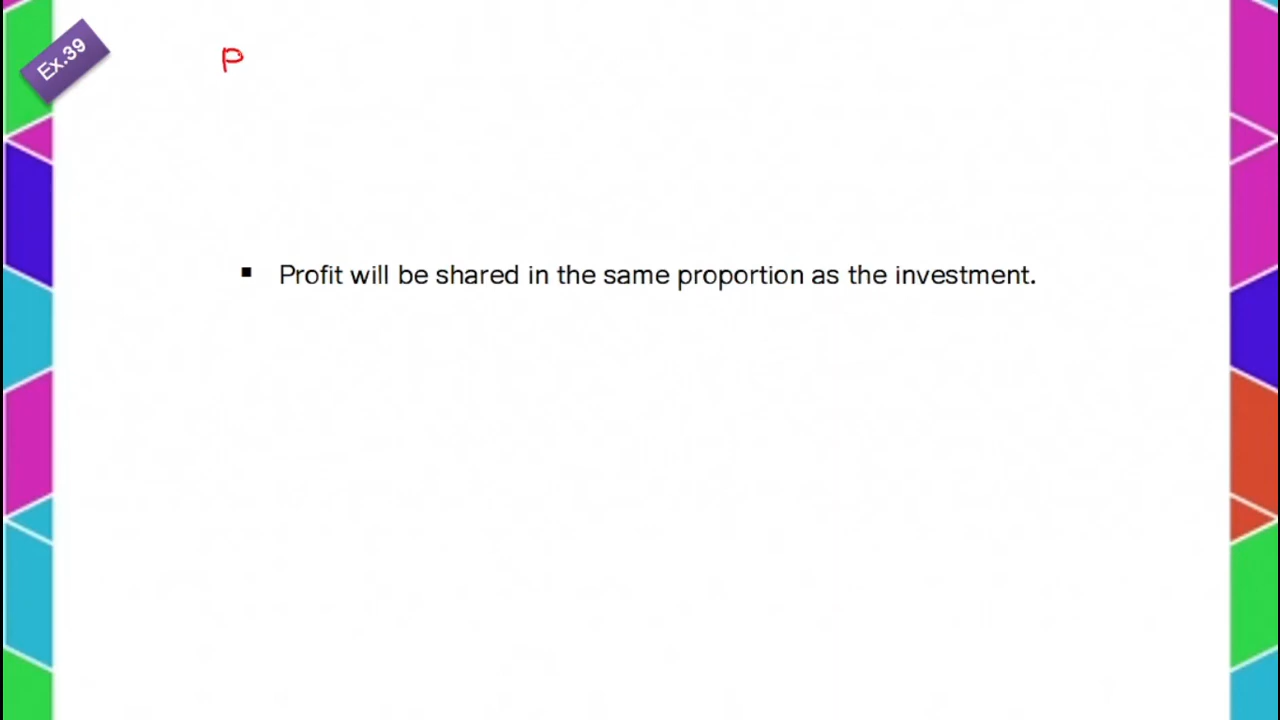 Ex.39
P
▪ Profit will be shared in the same proportion as the investment.